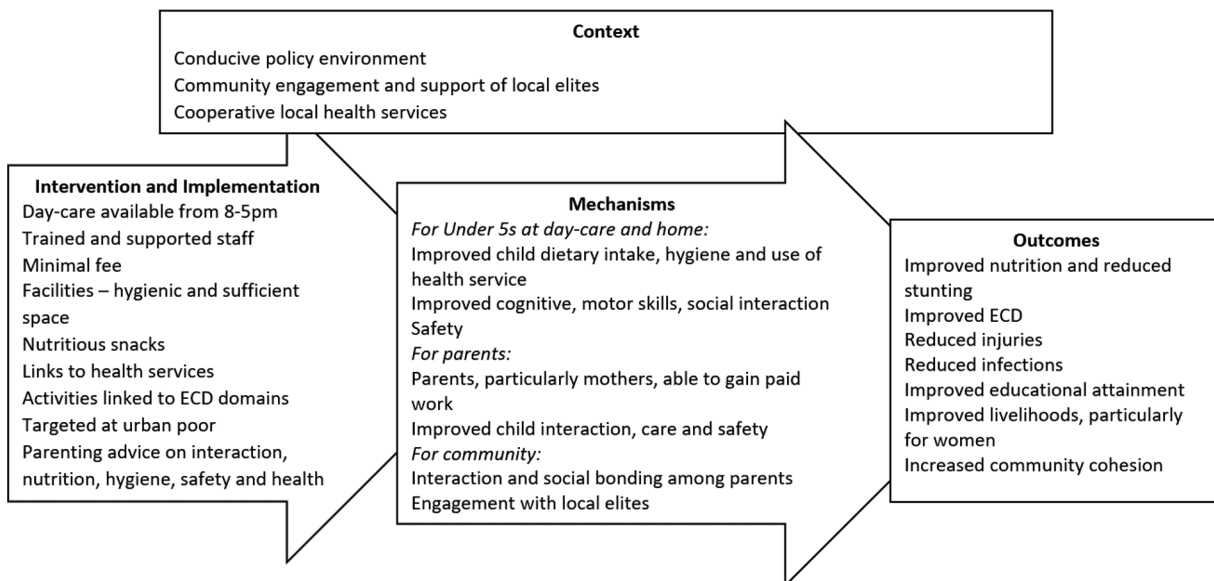 Context
Conducive policy environment
Community engagement and support of local elites
Cooperative local health services
Intervention and Implementation
Day-care available from 8-5pm
Trained and supported staff
Minimal fee
Facilities – hygienic and sufficient
space
Nutritious snacks
Links to health services
Activities linked to ECD domains
Targeted at urban poor
Parenting advice on interaction,
nutrition, hygiene, safety and health
Mechanisms
For Under 5s at day-care and home:
Improved child dietary intake, hygiene and use of
health service
Improved cognitive, motor skills, social interaction
Safety
For parents:
Parents, particularly mothers, able to gain paid
work
Improved child interaction, care and safety
For community:
Interaction and social bonding among parents
Engagement with local elites
Outcomes
Improved nutrition and reduced
stunting
Improved ECD
Reduced injuries
Reduced infections
Improved educational attainment
Improved livelihoods, particularly
for women
Increased community cohesion